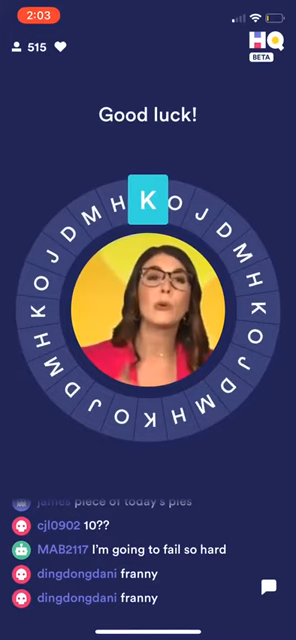 2:03
515
HQ
BETA
Good luck!
K O J D M H K O J D M H K O J D M H K O J D M H
james piece of today's pies
cjl0902 10??
MAB2117 I'm going to fail so hard
dingdongdani franny
dingdongdani franny